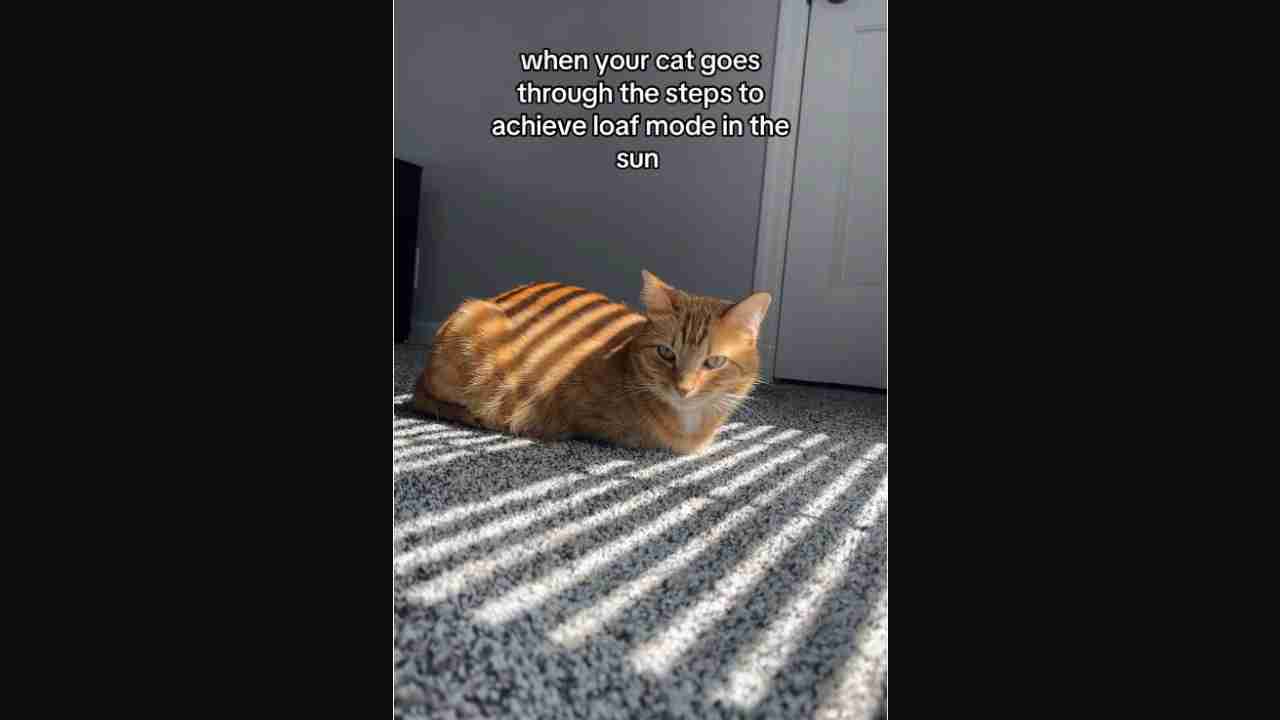 when your cat goes
through the steps to
achieve loaf mode in the
sun